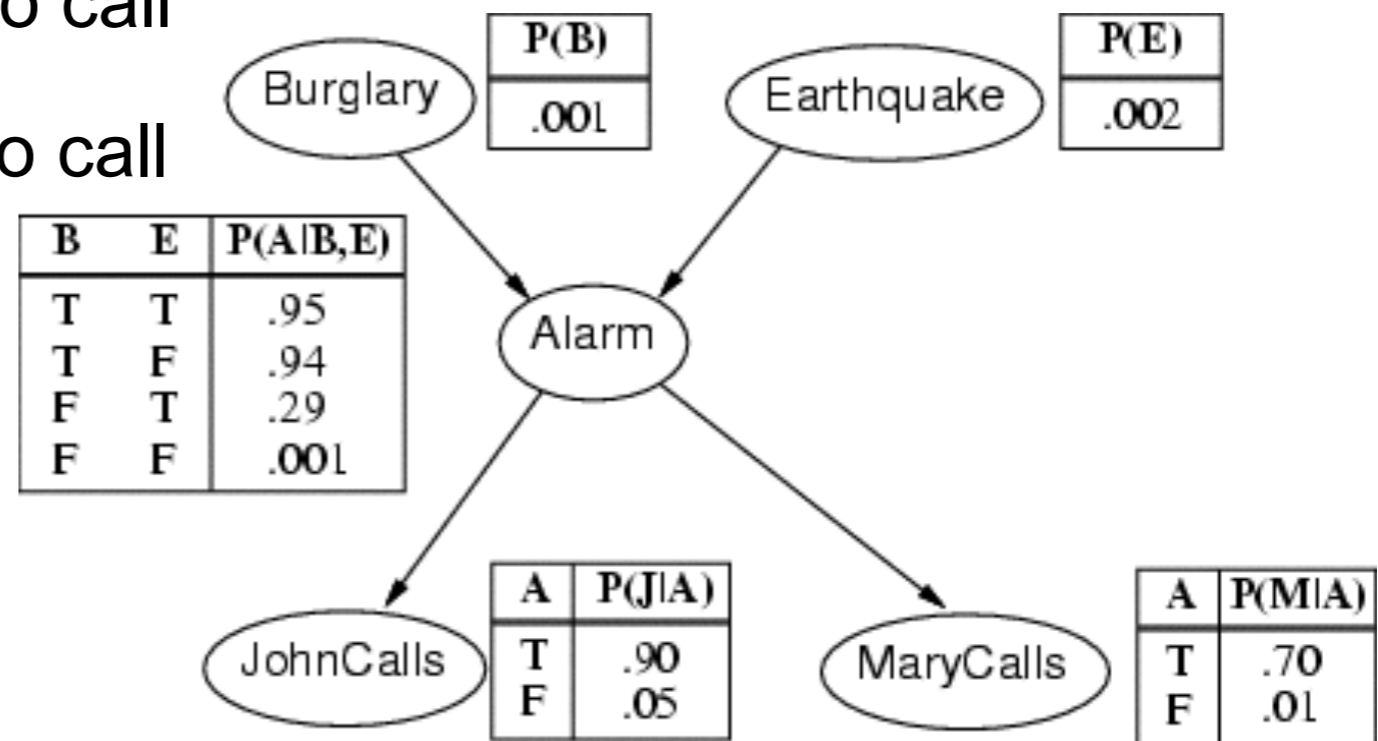 o call
o call
Burglary
P(B)
.001
Earthquake
P(E)
.002
B E P(A|B,E)
T T .95
T F .94
F T .29
F F .001
Alarm
JohnCalls
A P(J|A)
T .90
F .05
MaryCalls
A P(M|A)
T .70
F .01